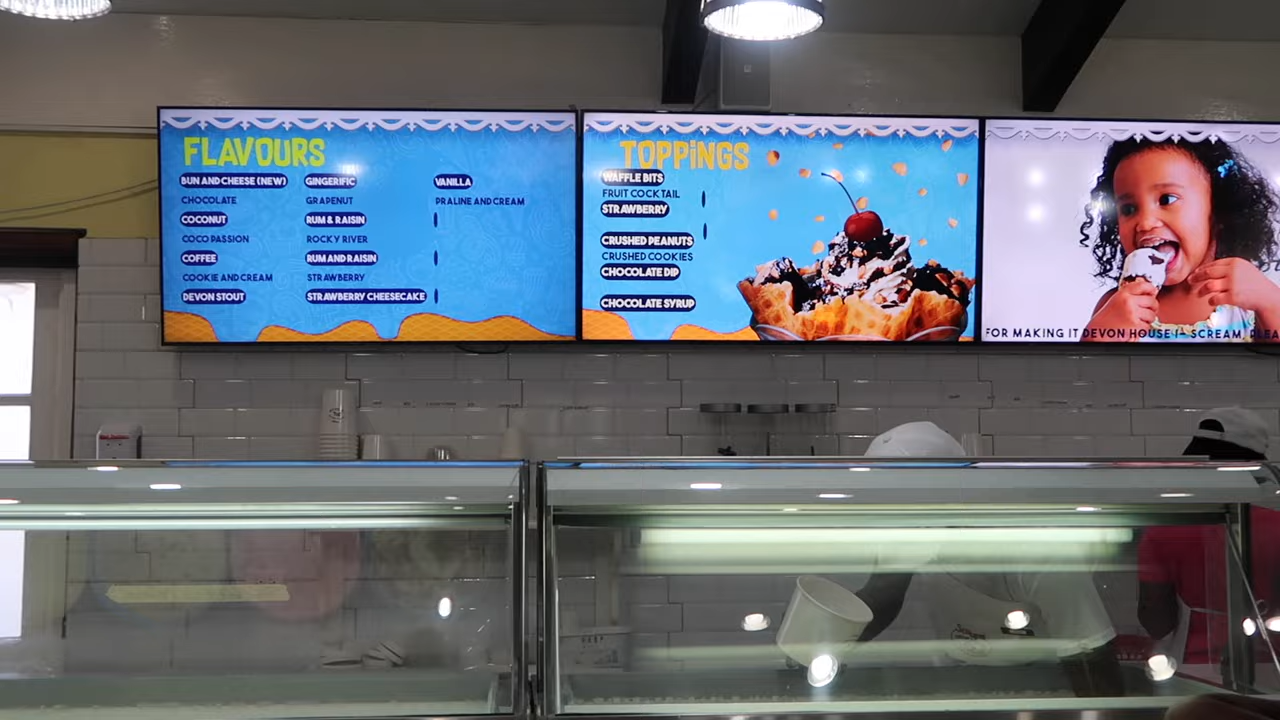 FLAVOURS
BUN AND CHEESE (NEW)
CHOCOLATE
COCONUT
COCO PASSION
COFFEE
COOKIE AND CREAM
DEVON STOUT
GINGERIFIC
GRAPENUT
RUM & RAISIN
ROCKY RIVER
RUM AND RAISIN
STRAWBERRY
STRAWBERRY CHEESECAKE
VANILLA
PRALINE AND CREAM
TOPPiNGS
WAFFLE BITS
FRUIT COCKTAIL
STRAWBERRY
CRUSHED PEANUTS
CRUSHED COOKIES
CHOCOLATE DIP
CHOCOLATE SYRUP
FOR MAKING IT DEVON HOUSE I- SCREAM